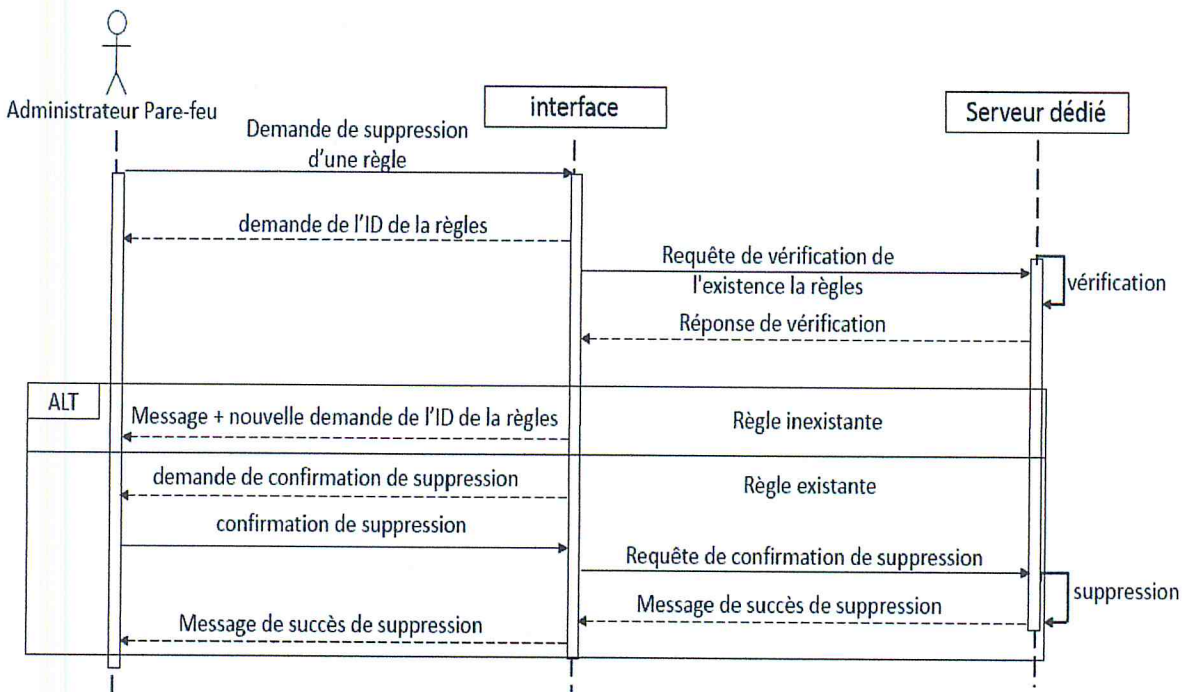 Administrateur Pare-feu
interface
Serveur dédié
Demande de suppression
d'une règle
demande de l'ID de la règles
Requête de vérification de
l'existence la règles
vérification
Réponse de vérification
ALT
Message + nouvelle demande de l'ID de la règles
Règle inexistante
demande de confirmation de suppression
Règle existante
confirmation de suppression
Requête de confirmation de suppression
suppression
Message de succès de suppression
Message de succès de suppression